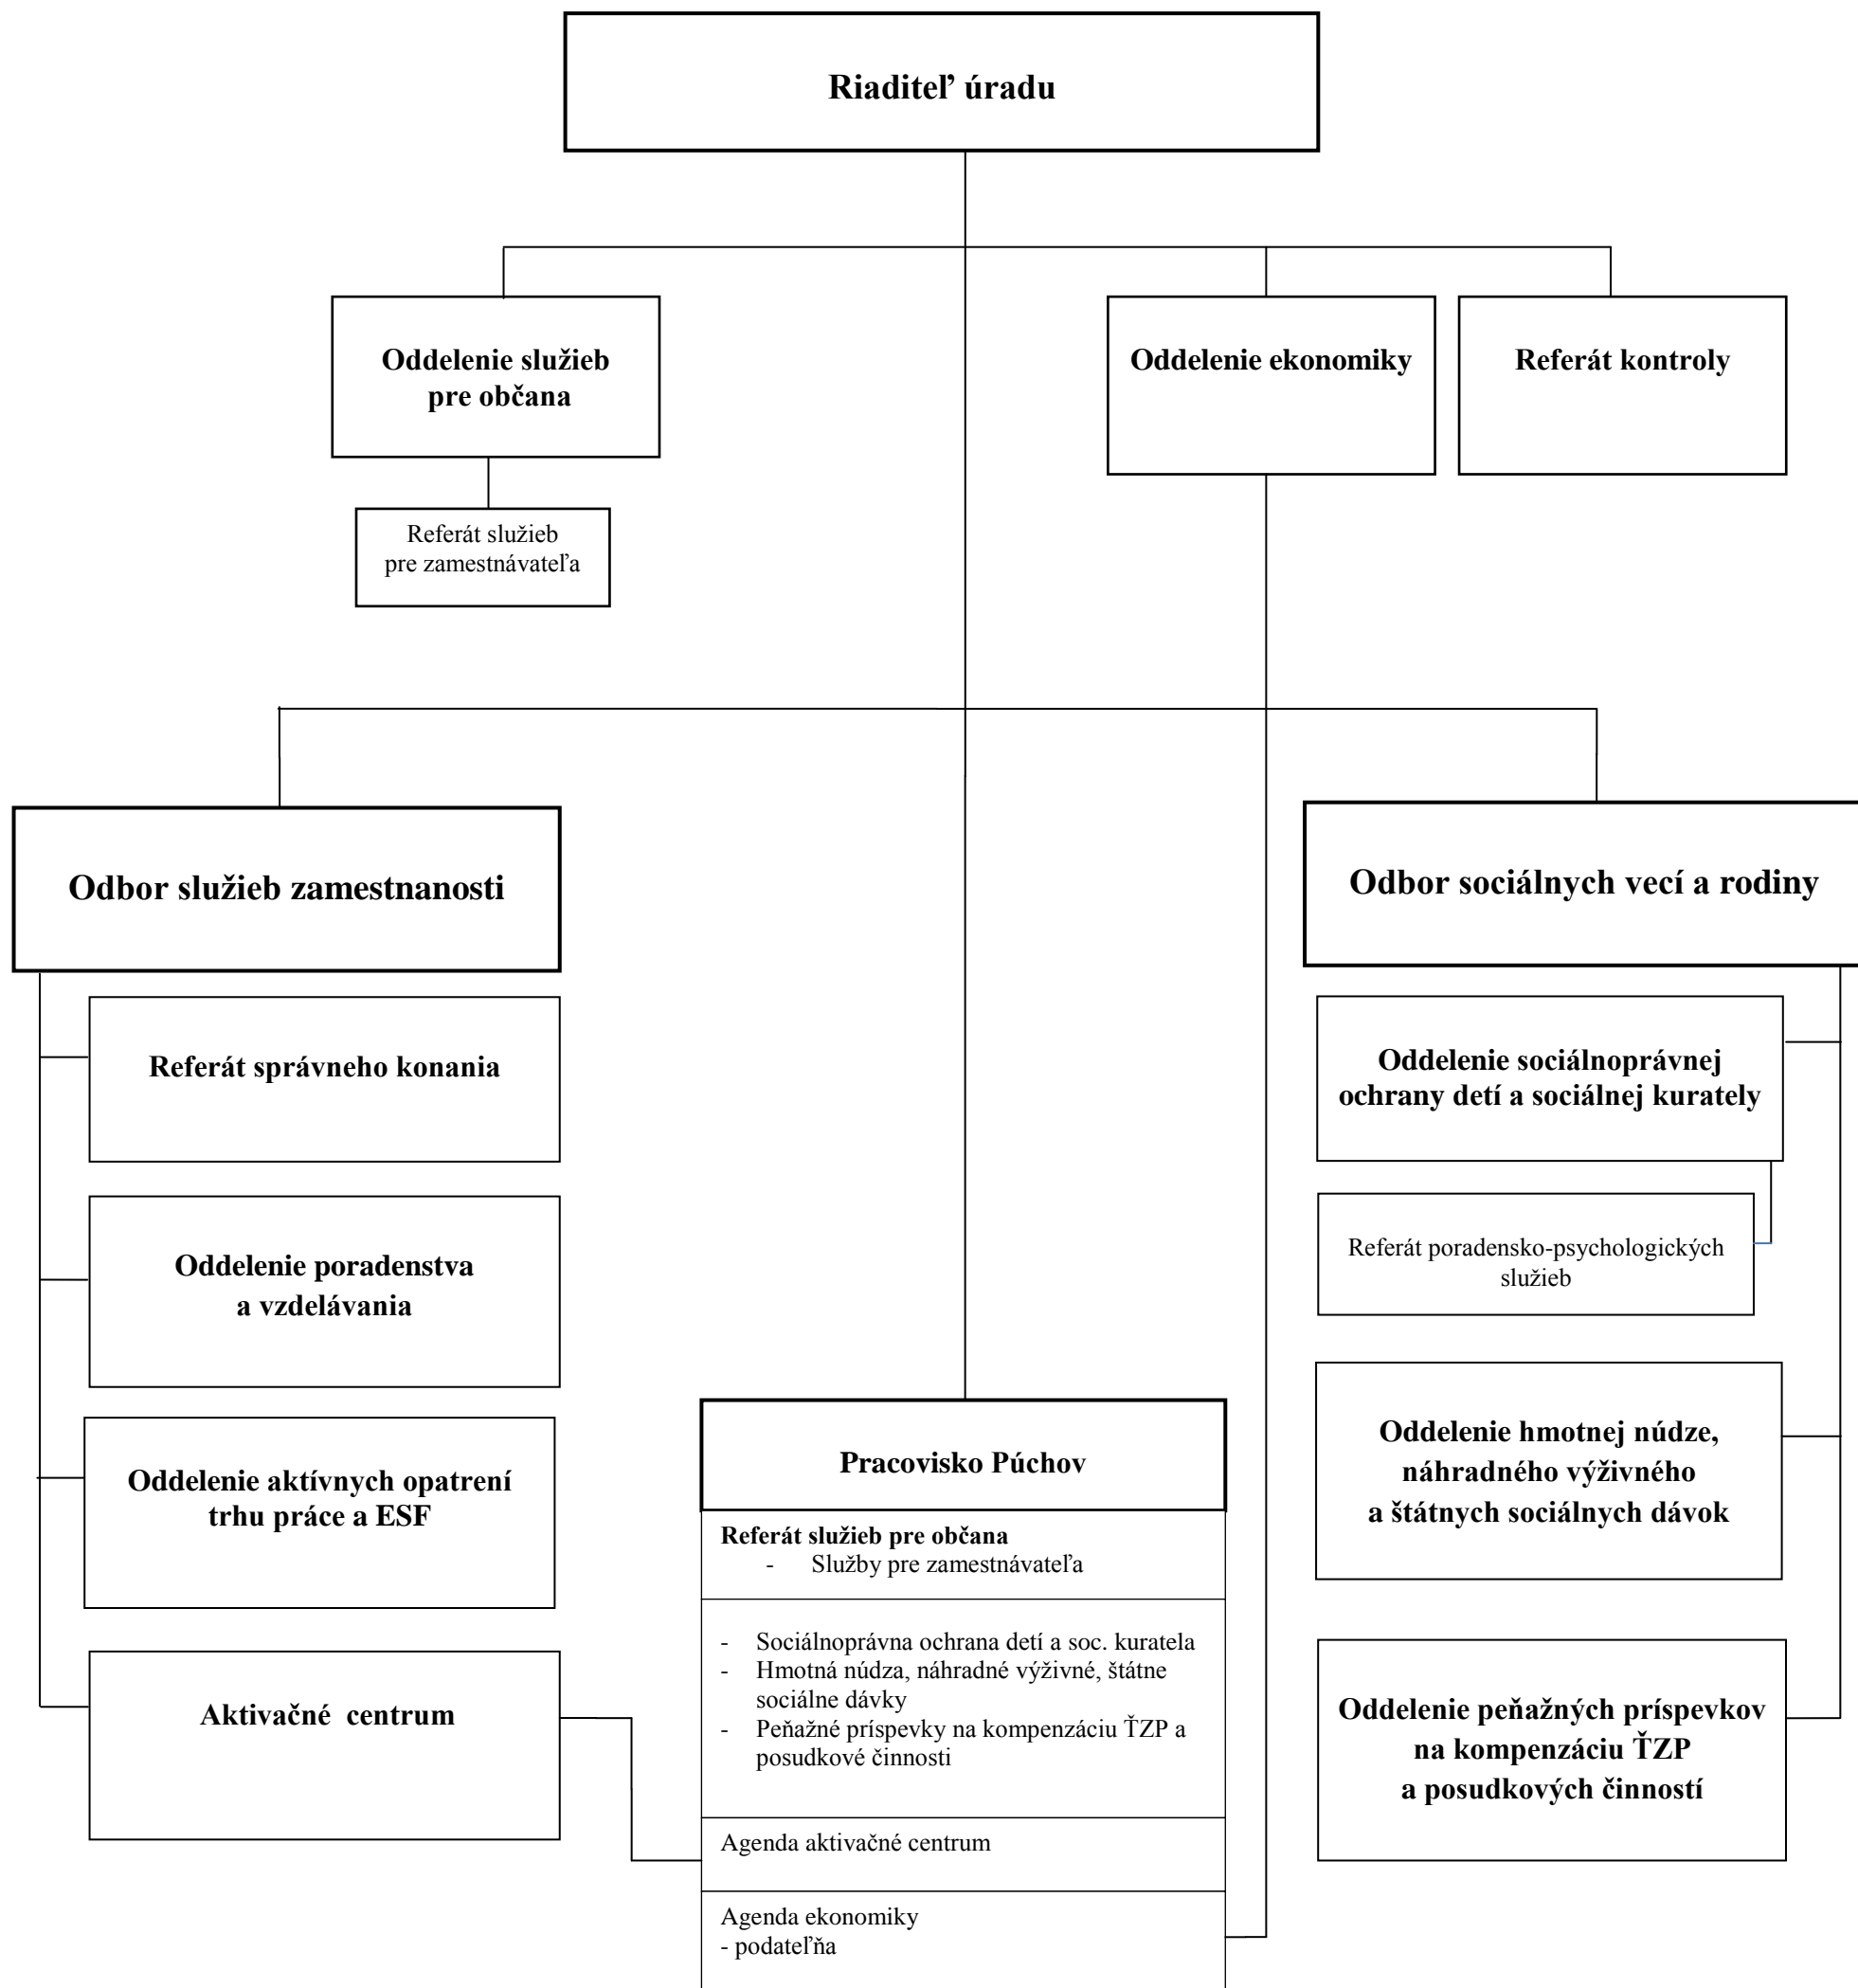 Riaditeľ úradu
Oddelenie služieb
pre občana
Oddelenie ekonomiky
Referát kontroly
Referát služieb
pre zamestnávateľa
Odbor služieb zamestnanosti
Odbor sociálnych vecí a rodiny
Referát správneho konania
Oddelenie poradenstva
a vzdelávania
Oddelenie aktívnych opatrení
trhu práce a ESF
Aktivačné centrum
Pracovisko Púchov
Referát služieb pre občana
- Služby pre zamestnávateľa
- Sociálnoprávna ochrana detí a soc. kuratela
- Hmotná núdza, náhradné výživné, štátne
sociálne dávky
- Peňažné príspevky na kompenzáciu ŤZP a
posudkové činnosti
Agenda aktivačné centrum
Agenda ekonomiky
- podateľňa
Oddelenie sociálnoprávnej
ochrany detí a sociálnej kurately
Referát poradensko-psychologických
služieb
Oddelenie hmotnej núdze,
náhradného výživného
a štátnych sociálnych dávok
Oddelenie peňažných príspevkov
na kompenzáciu ŤZP
a posudkových činností